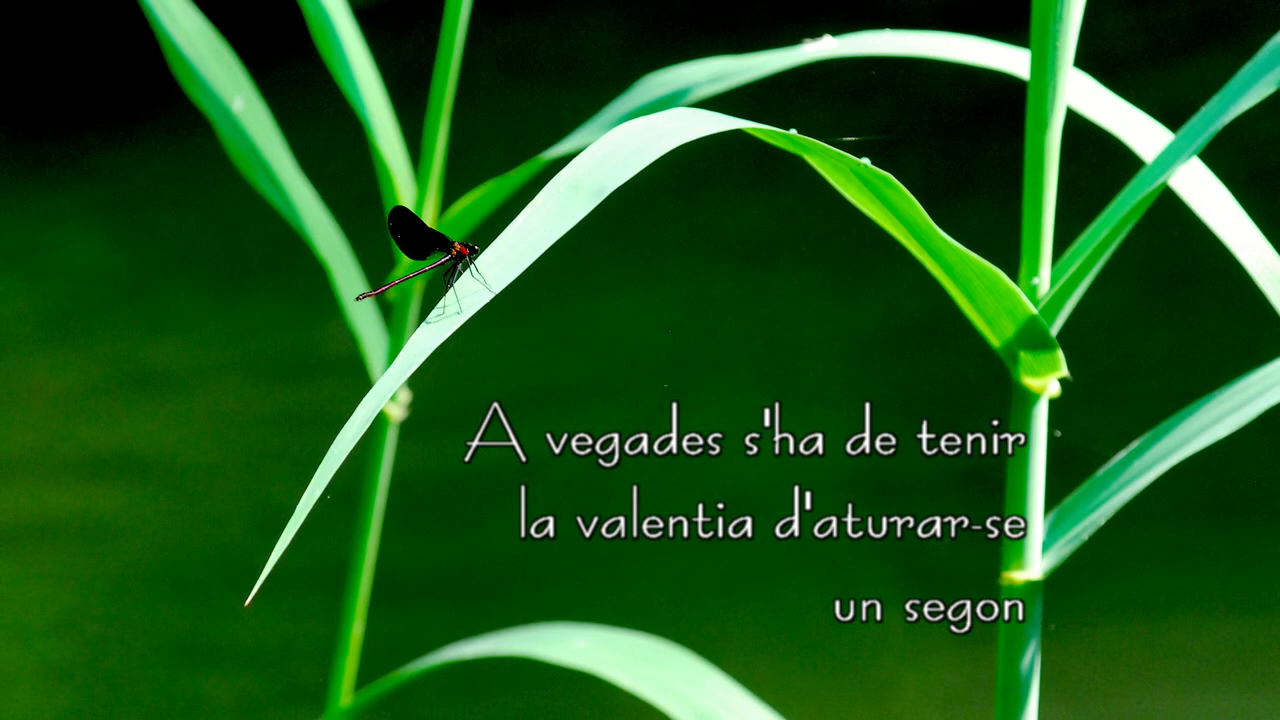 A vegades s'ha de tenir
la valentia d'aturar-se
un segon